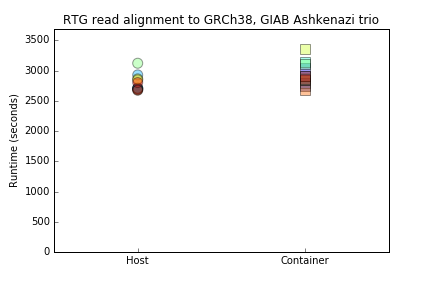 RTG read alignment to GRCh38, GIAB Ashkenazi trio
3500
3000
2500
2000
1500
1000
500
0
Runtime (seconds)
Host
Container